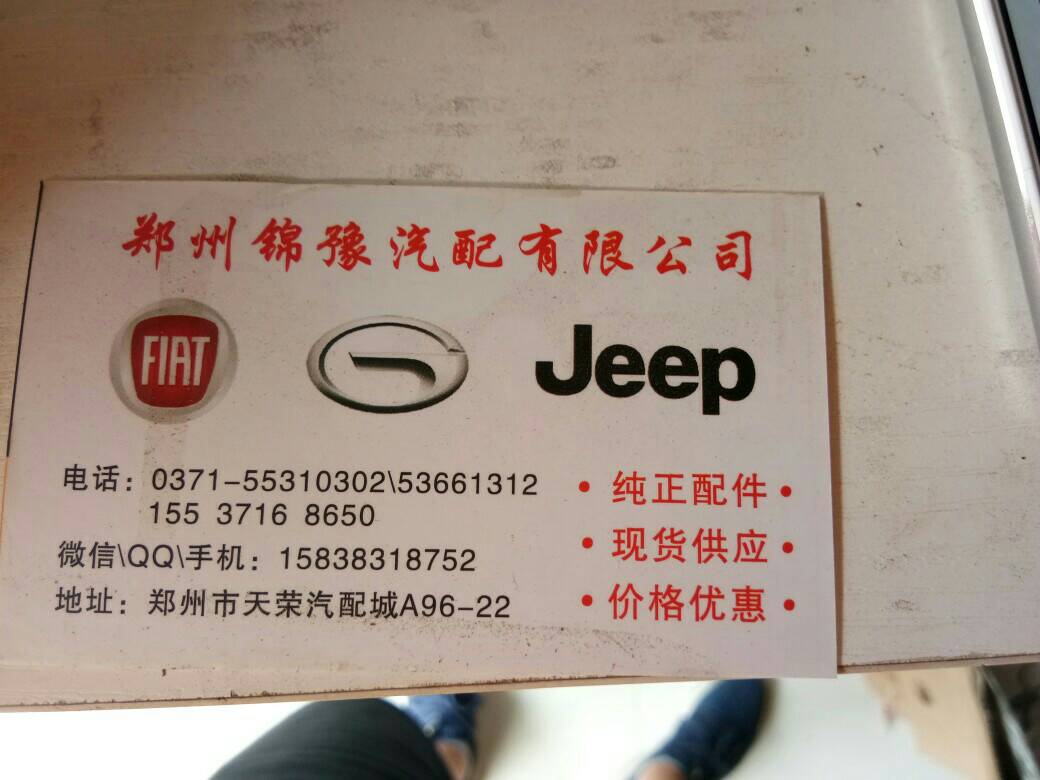 郑州锦豫汽配有限公司
FIAT
Jeep
电话：0371-55310302\53661312
155 3716 8650
微信\QQ\手机：15838318752
地址：郑州市天荣汽配城A96-22
·纯正配件·
·现货供应·
·价格优惠·